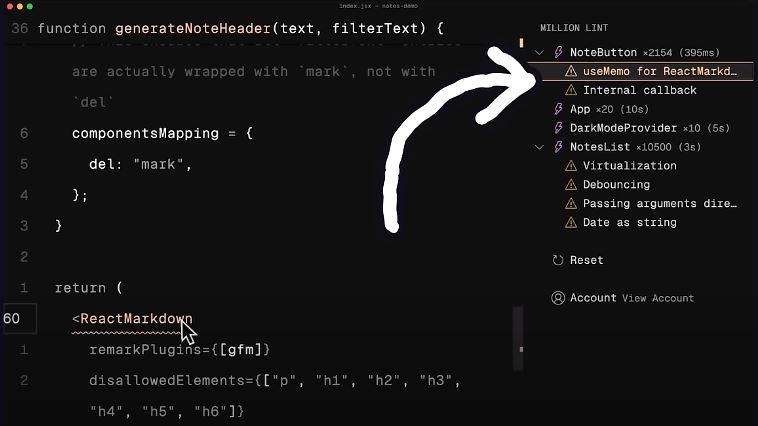 index.jsx – notes-demo
36 function generateNoteHeader(text, filterText) {
are actually wrapped with `mark`, not with
`del`
6 componentsMapping = {
5 del: "mark",
4 };
3 }
2
1 return (
60 <ReactMarkdown
1 remarkPlugins={[gfm]}
2 disallowedElements={["p", "h1", "h2", "h3",
"h4", "h5", "h6"]}
MILLION LINT
NoteButton ×2154 (395ms)
useMemo for ReactMarkd…
Internal callback
App ×20 (10s)
DarkModeProvider ×10 (5s)
NotesList ×10500 (3s)
Virtualization
Debouncing
Passing arguments dire…
Date as string
Reset
Account View Account